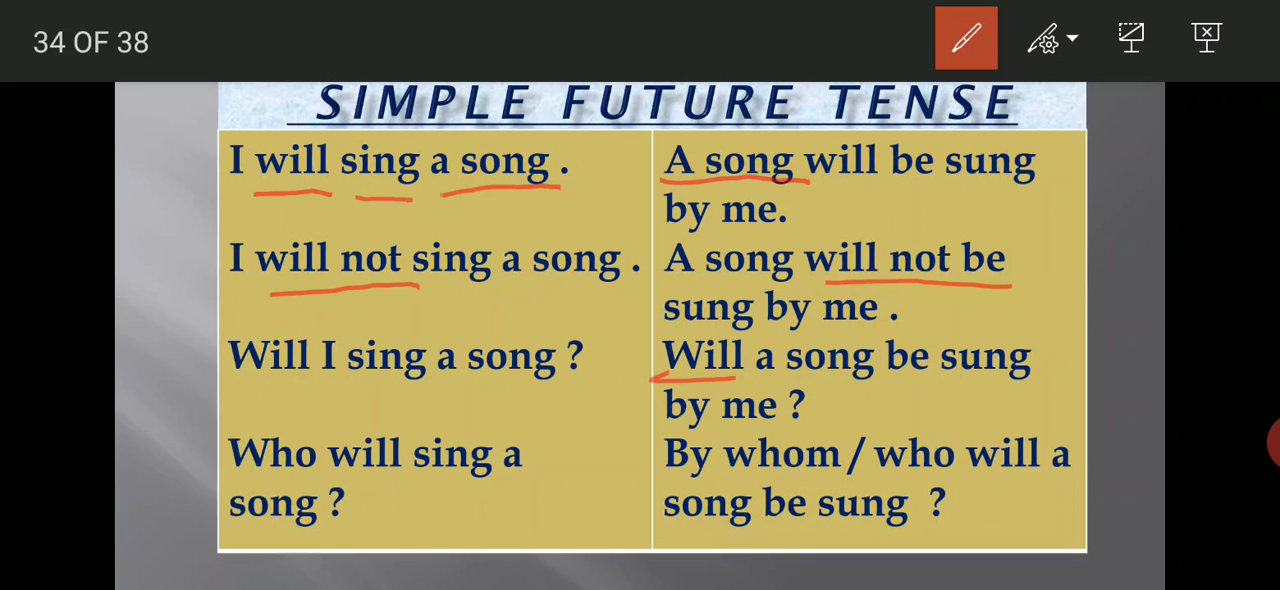 34 OF 38
SIMPLE FUTURE TENSE
I will sing a song .
A song will be sung
by me.
I will not sing a song .
A song will not be
sung by me .
Will I sing a song ?
Will a song be sung
by me ?
Who will sing a
song ?
By whom / who will a
song be sung ?